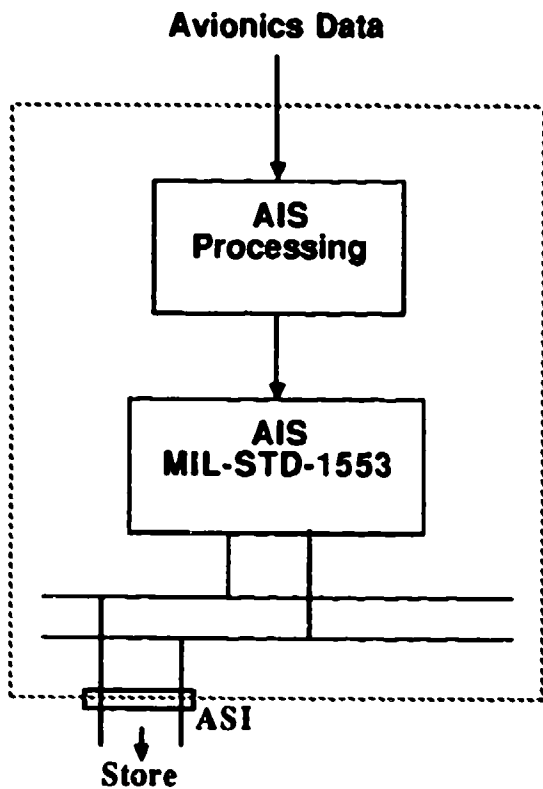 Avionics Data
AIS
Processing
AIS
MIL-STD-1553
ASI
Store